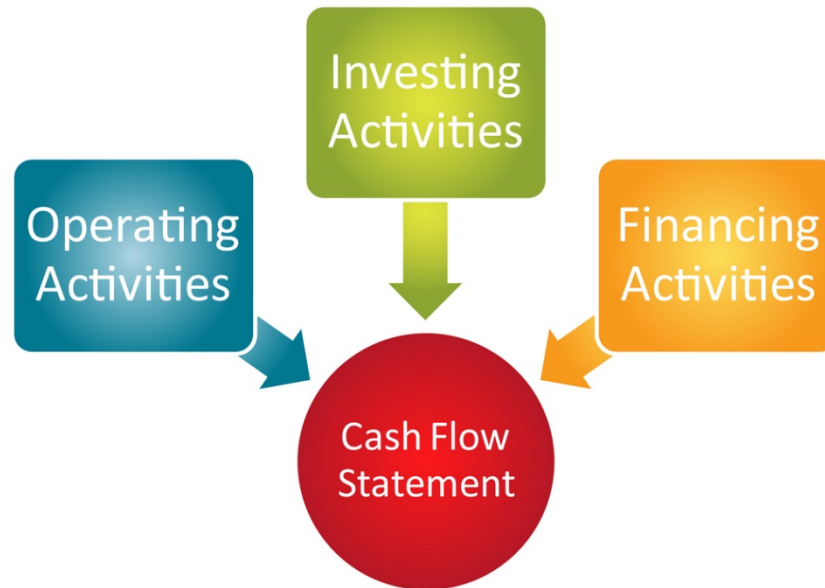 Investing
Activities
Operating
Activities
Financing
Activities
Cash Flow
Statement